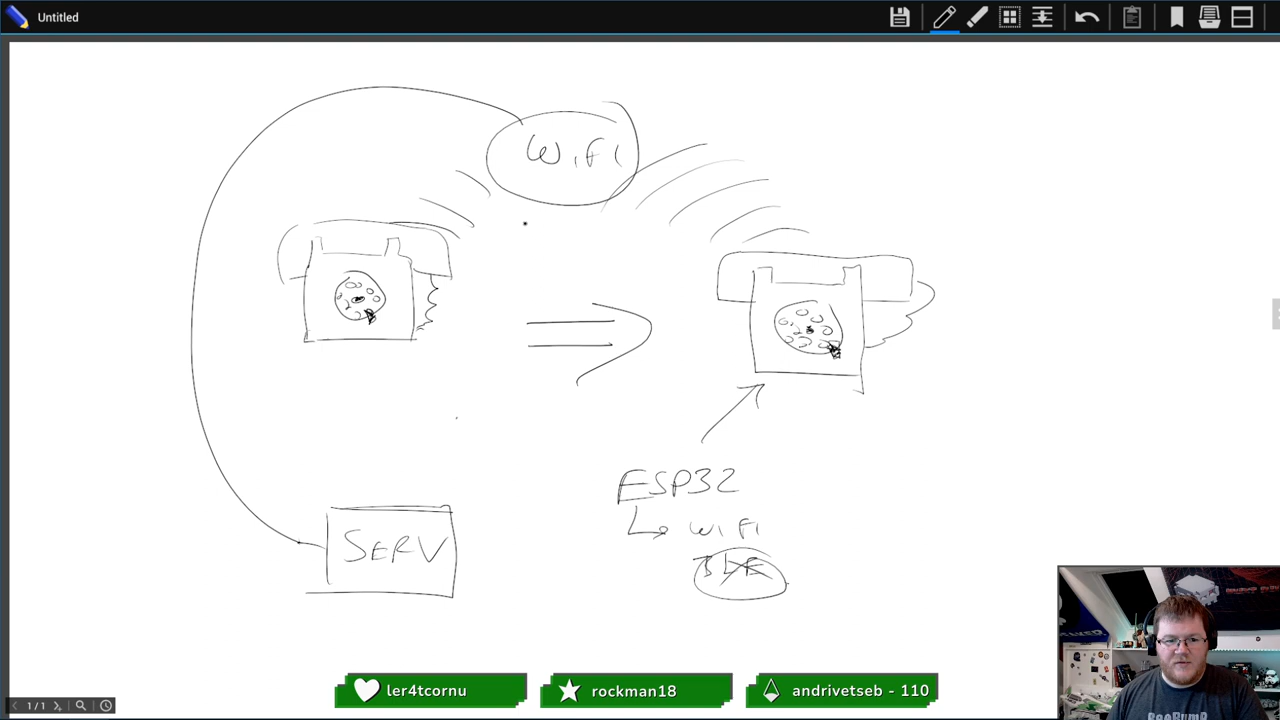 Untitled
WiFi
ESP32
WiFi
BLE
SERV
1/1
ler4tcornu
rockman18
andrivetseb - 110